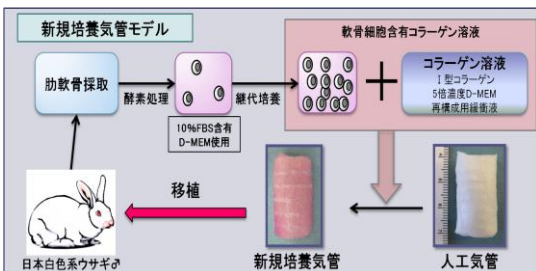 新規培養気管モデル
軟骨細胞含有コラーゲン溶液
肋軟骨採取
酵素処理
10%FBS含有
D-MEM使用
継代培養
コラーゲン溶液
I型コラーゲン
5倍濃度D-MEM
再構成用緩衝液
移植
日本白色系ウサギ♂
新規培養気管
人工気管